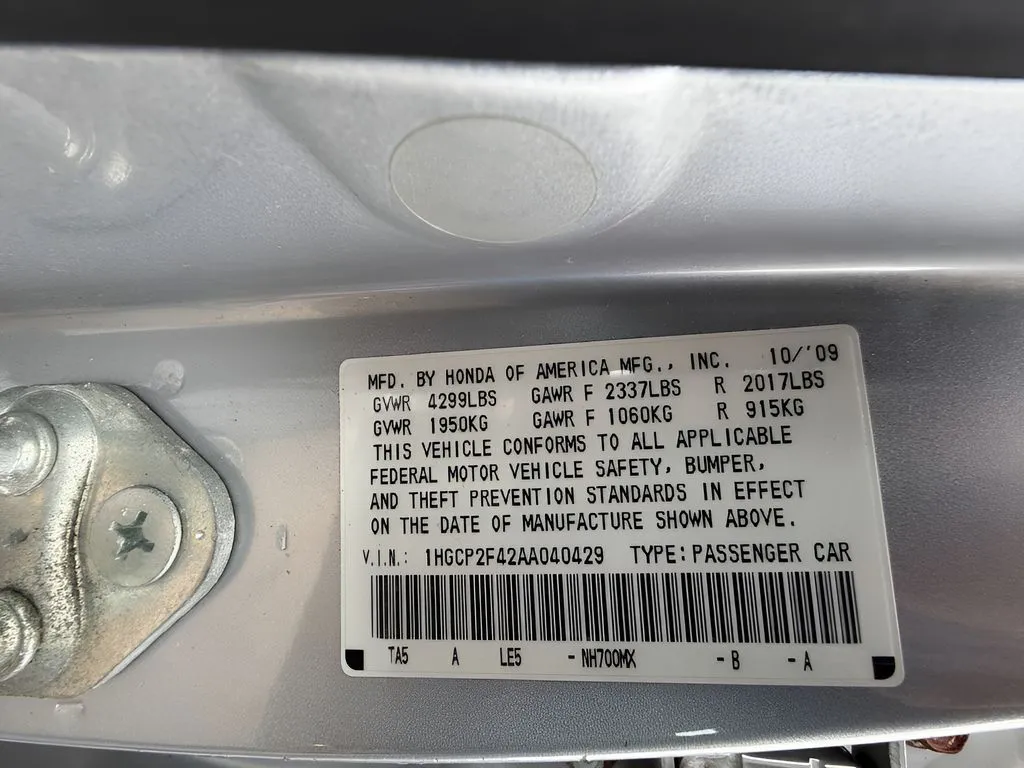 MFD. BY HONDA OF AMERICA MFG., INC. 10/'09
GVWR 4299LBS GAWR F 2337LBS R 2017LBS
GVWR 1950KG GAWR F 1060KG R 915KG
THIS VEHICLE CONFORMS TO ALL APPLICABLE
FEDERAL MOTOR VEHICLE SAFETY, BUMPER,
AND THEFT PREVENTION STANDARDS IN EFFECT
ON THE DATE OF MANUFACTURE SHOWN ABOVE.
V.I.N.: 1HGCP2F42AA040429 TYPE: PASSENGER CAR
TA5 A LE5 -NH700MX -B -A